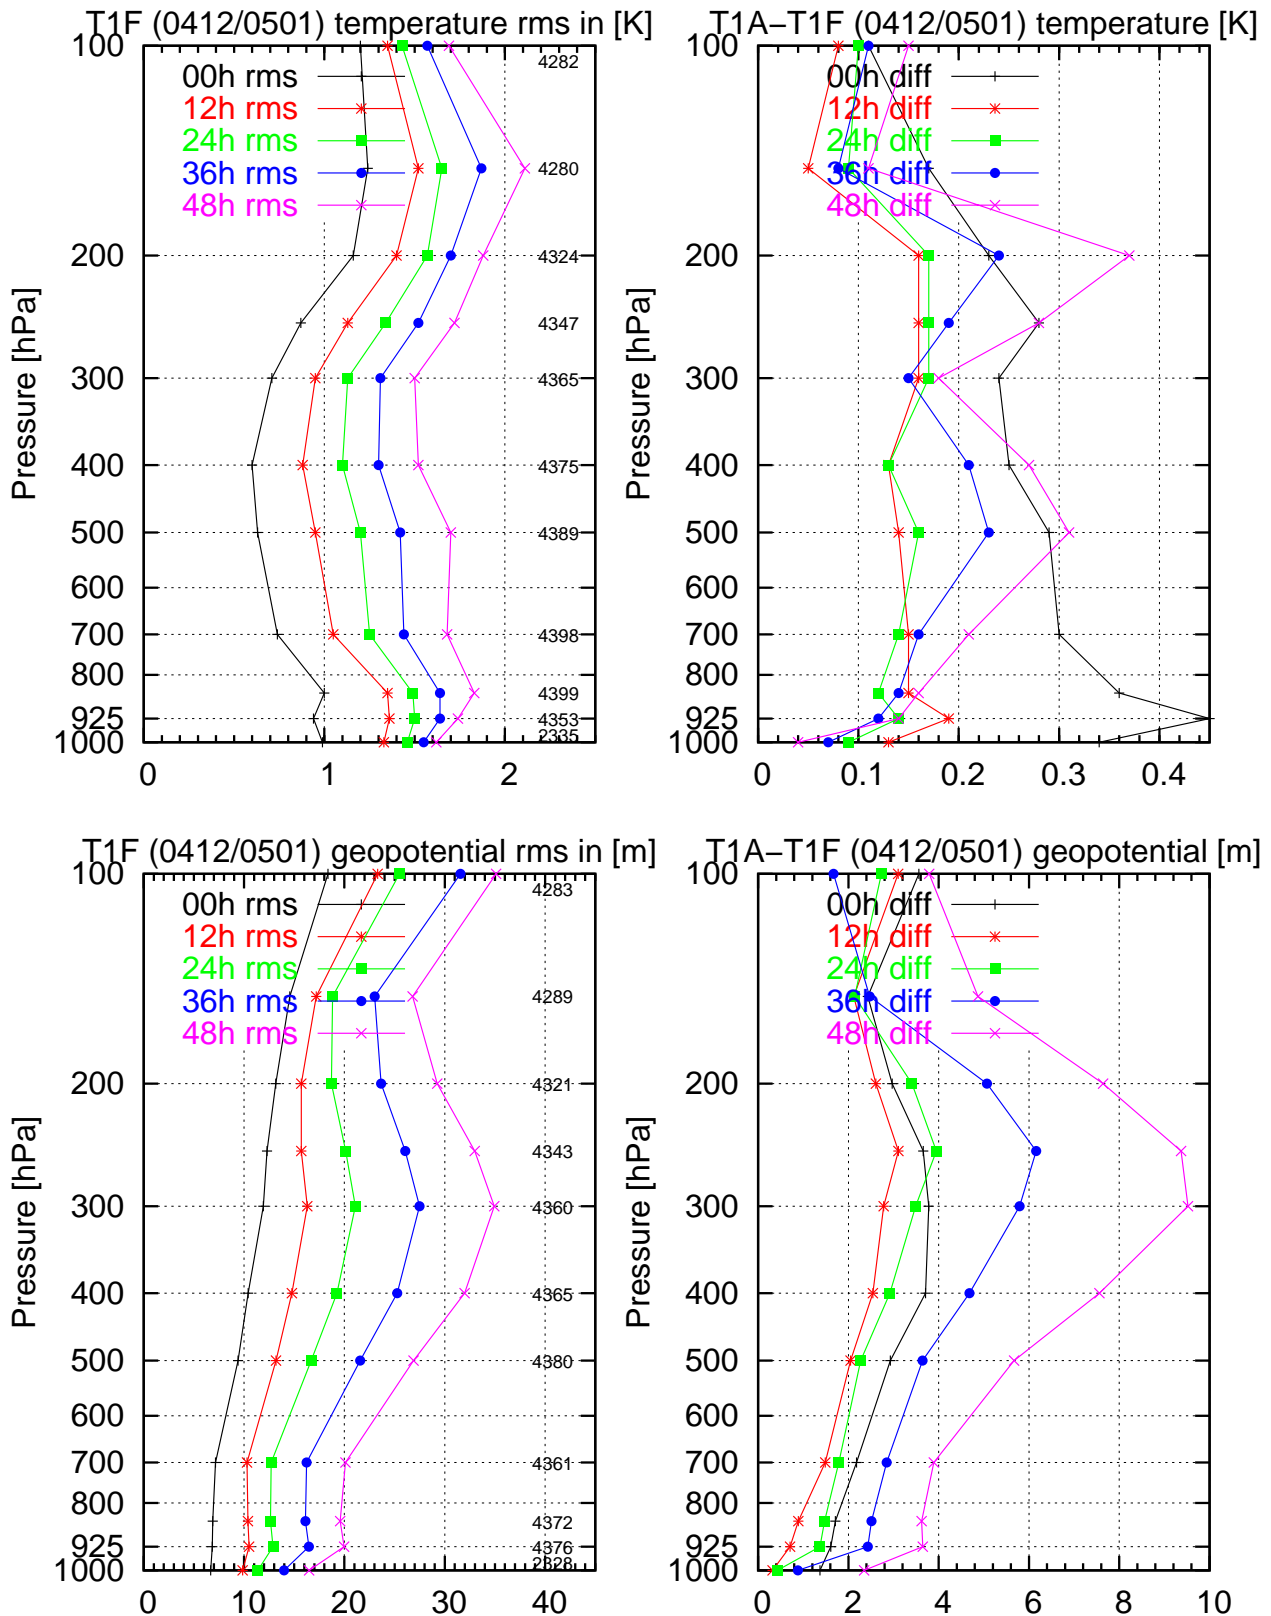 T1F (0412/0501) temperature rms in [K]
100
200
300
400
500
600
700
800
925
1000
0
1
2
Pressure [hPa]
00h rms
12h rms
24h rms
36h rms
48h rms
4282
4280
4324
4347
4365
4375
4389
4398
4399
4353
2335
T1A−T1F (0412/0501) temperature [K]
100
200
300
400
500
600
700
800
925
1000
0
0.1
0.2
0.3
0.4
Pressure [hPa]
00h diff
12h diff
24h diff
36h diff
48h diff
T1F (0412/0501) geopotential rms in [m]
100
200
300
400
500
600
700
800
925
1000
0
10
20
30
40
Pressure [hPa]
00h rms
12h rms
24h rms
36h rms
48h rms
4283
4289
4321
4343
4360
4365
4380
4361
4372
4376
2328
T1A−T1F (0412/0501) geopotential [m]
100
200
300
400
500
600
700
800
925
1000
0
2
4
6
8
10
Pressure [hPa]
00h diff
12h diff
24h diff
36h diff
48h diff